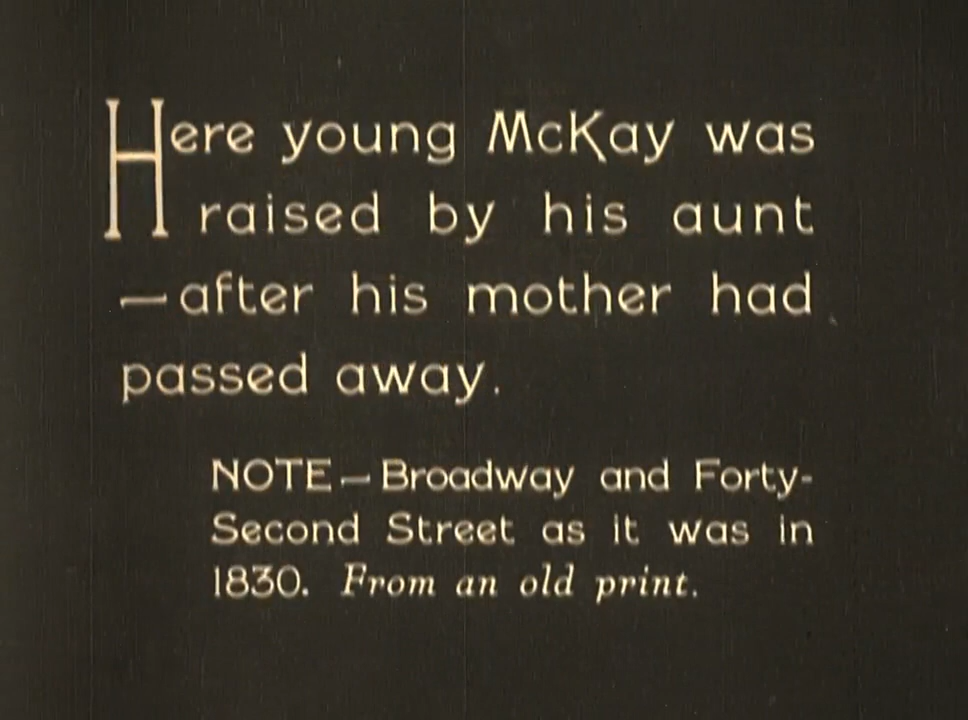 Here young McKay was
raised by his aunt
—after his mother had
passed away.
NOTE—Broadway and Forty-
Second Street as it was in
1830. From an old print.